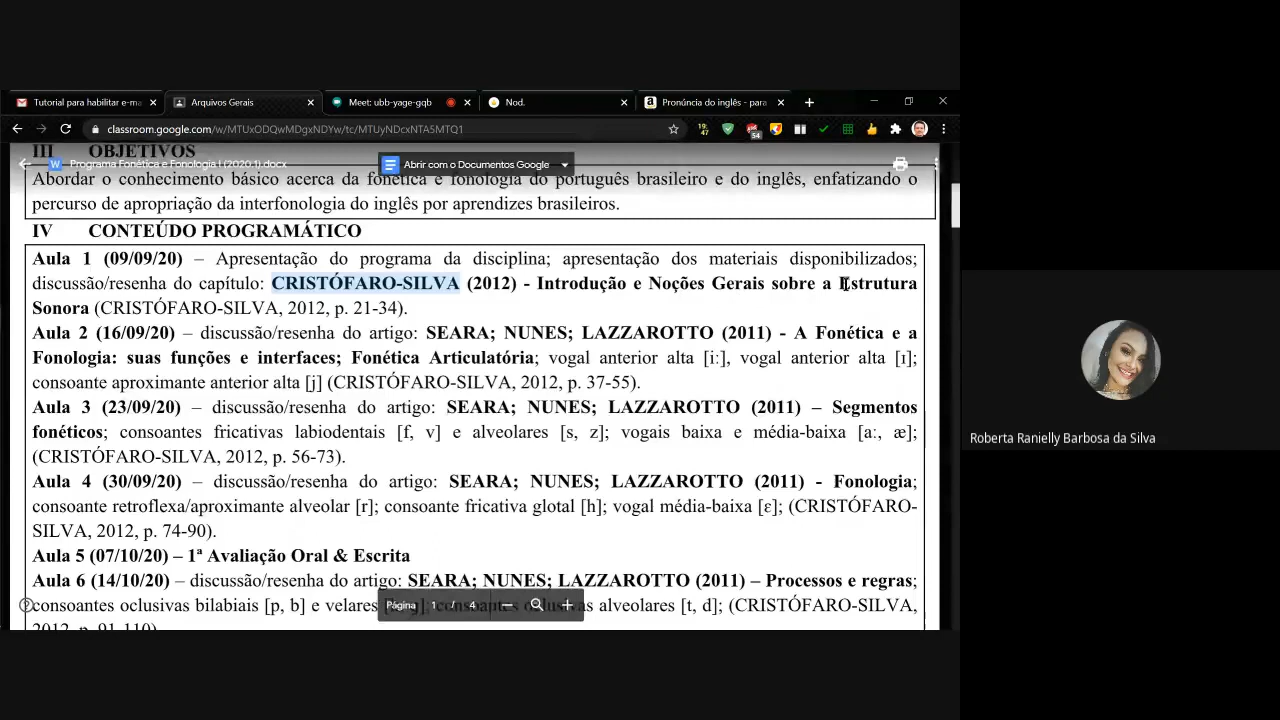 Tutorial para habilitar e-ma
Arquivos Gerais
Meet: ubb-yage-gqb
Nod.
Pronúncia do inglês - para
classroom.google.com/w/MTUxODQwMDgxNDYw/tc/MTUyNDcxNTA5MTQ1
19:
47
54
III OBJETIVOS
W Programa Fonética e Fonologia I (2020.1).docx
Abrir com o Documentos Google
Abordar o conhecimento básico acerca da fonética e fonologia do português brasileiro e do inglês, enfatizando o
percurso de apropriação da interfonologia do inglês por aprendizes brasileiros.
IV CONTEÚDO PROGRAMÁTICO
Aula 1 (09/09/20) – Apresentação do programa da disciplina; apresentação dos materiais disponibilizados;
discussão/resenha do capítulo: CRISTÓFARO-SILVA (2012) - Introdução e Noções Gerais sobre a Estrutura
Sonora (CRISTÓFARO-SILVA, 2012, p. 21-34).
Aula 2 (16/09/20) – discussão/resenha do artigo: SEARA; NUNES; LAZZAROTTO (2011) - A Fonética e a
Fonologia: suas funções e interfaces; Fonética Articulatória; vogal anterior alta [i:], vogal anterior alta [ɪ];
consoante aproximante anterior alta [j] (CRISTÓFARO-SILVA, 2012, p. 37-55).
Aula 3 (23/09/20) – discussão/resenha do artigo: SEARA; NUNES; LAZZAROTTO (2011) – Segmentos
fonéticos; consoantes fricativas labiodentais [f, v] e alveolares [s, z]; vogais baixa e média-baixa [a:, æ];
(CRISTÓFARO-SILVA, 2012, p. 56-73).
Aula 4 (30/09/20) – discussão/resenha do artigo: SEARA; NUNES; LAZZAROTTO (2011) - Fonologia;
consoante retroflexa/aproximante alveolar [r]; consoante fricativa glotal [h]; vogal média-baixa [ɛ]; (CRISTÓFARO-
SILVA, 2012, p. 74-90).
Aula 5 (07/10/20) – 1ª Avaliação Oral & Escrita
Aula 6 (14/10/20) – discussão/resenha do artigo: SEARA; NUNES; LAZZAROTTO (2011) – Processos e regras;
consoantes oclusivas bilabiais [p, b] e velares consoantes oclusivas alveolares [t, d]; (CRISTÓFARO-SILVA,
2012, p. 91-110)
Página 1 / 4
Roberta Ranielly Barbosa da Silva